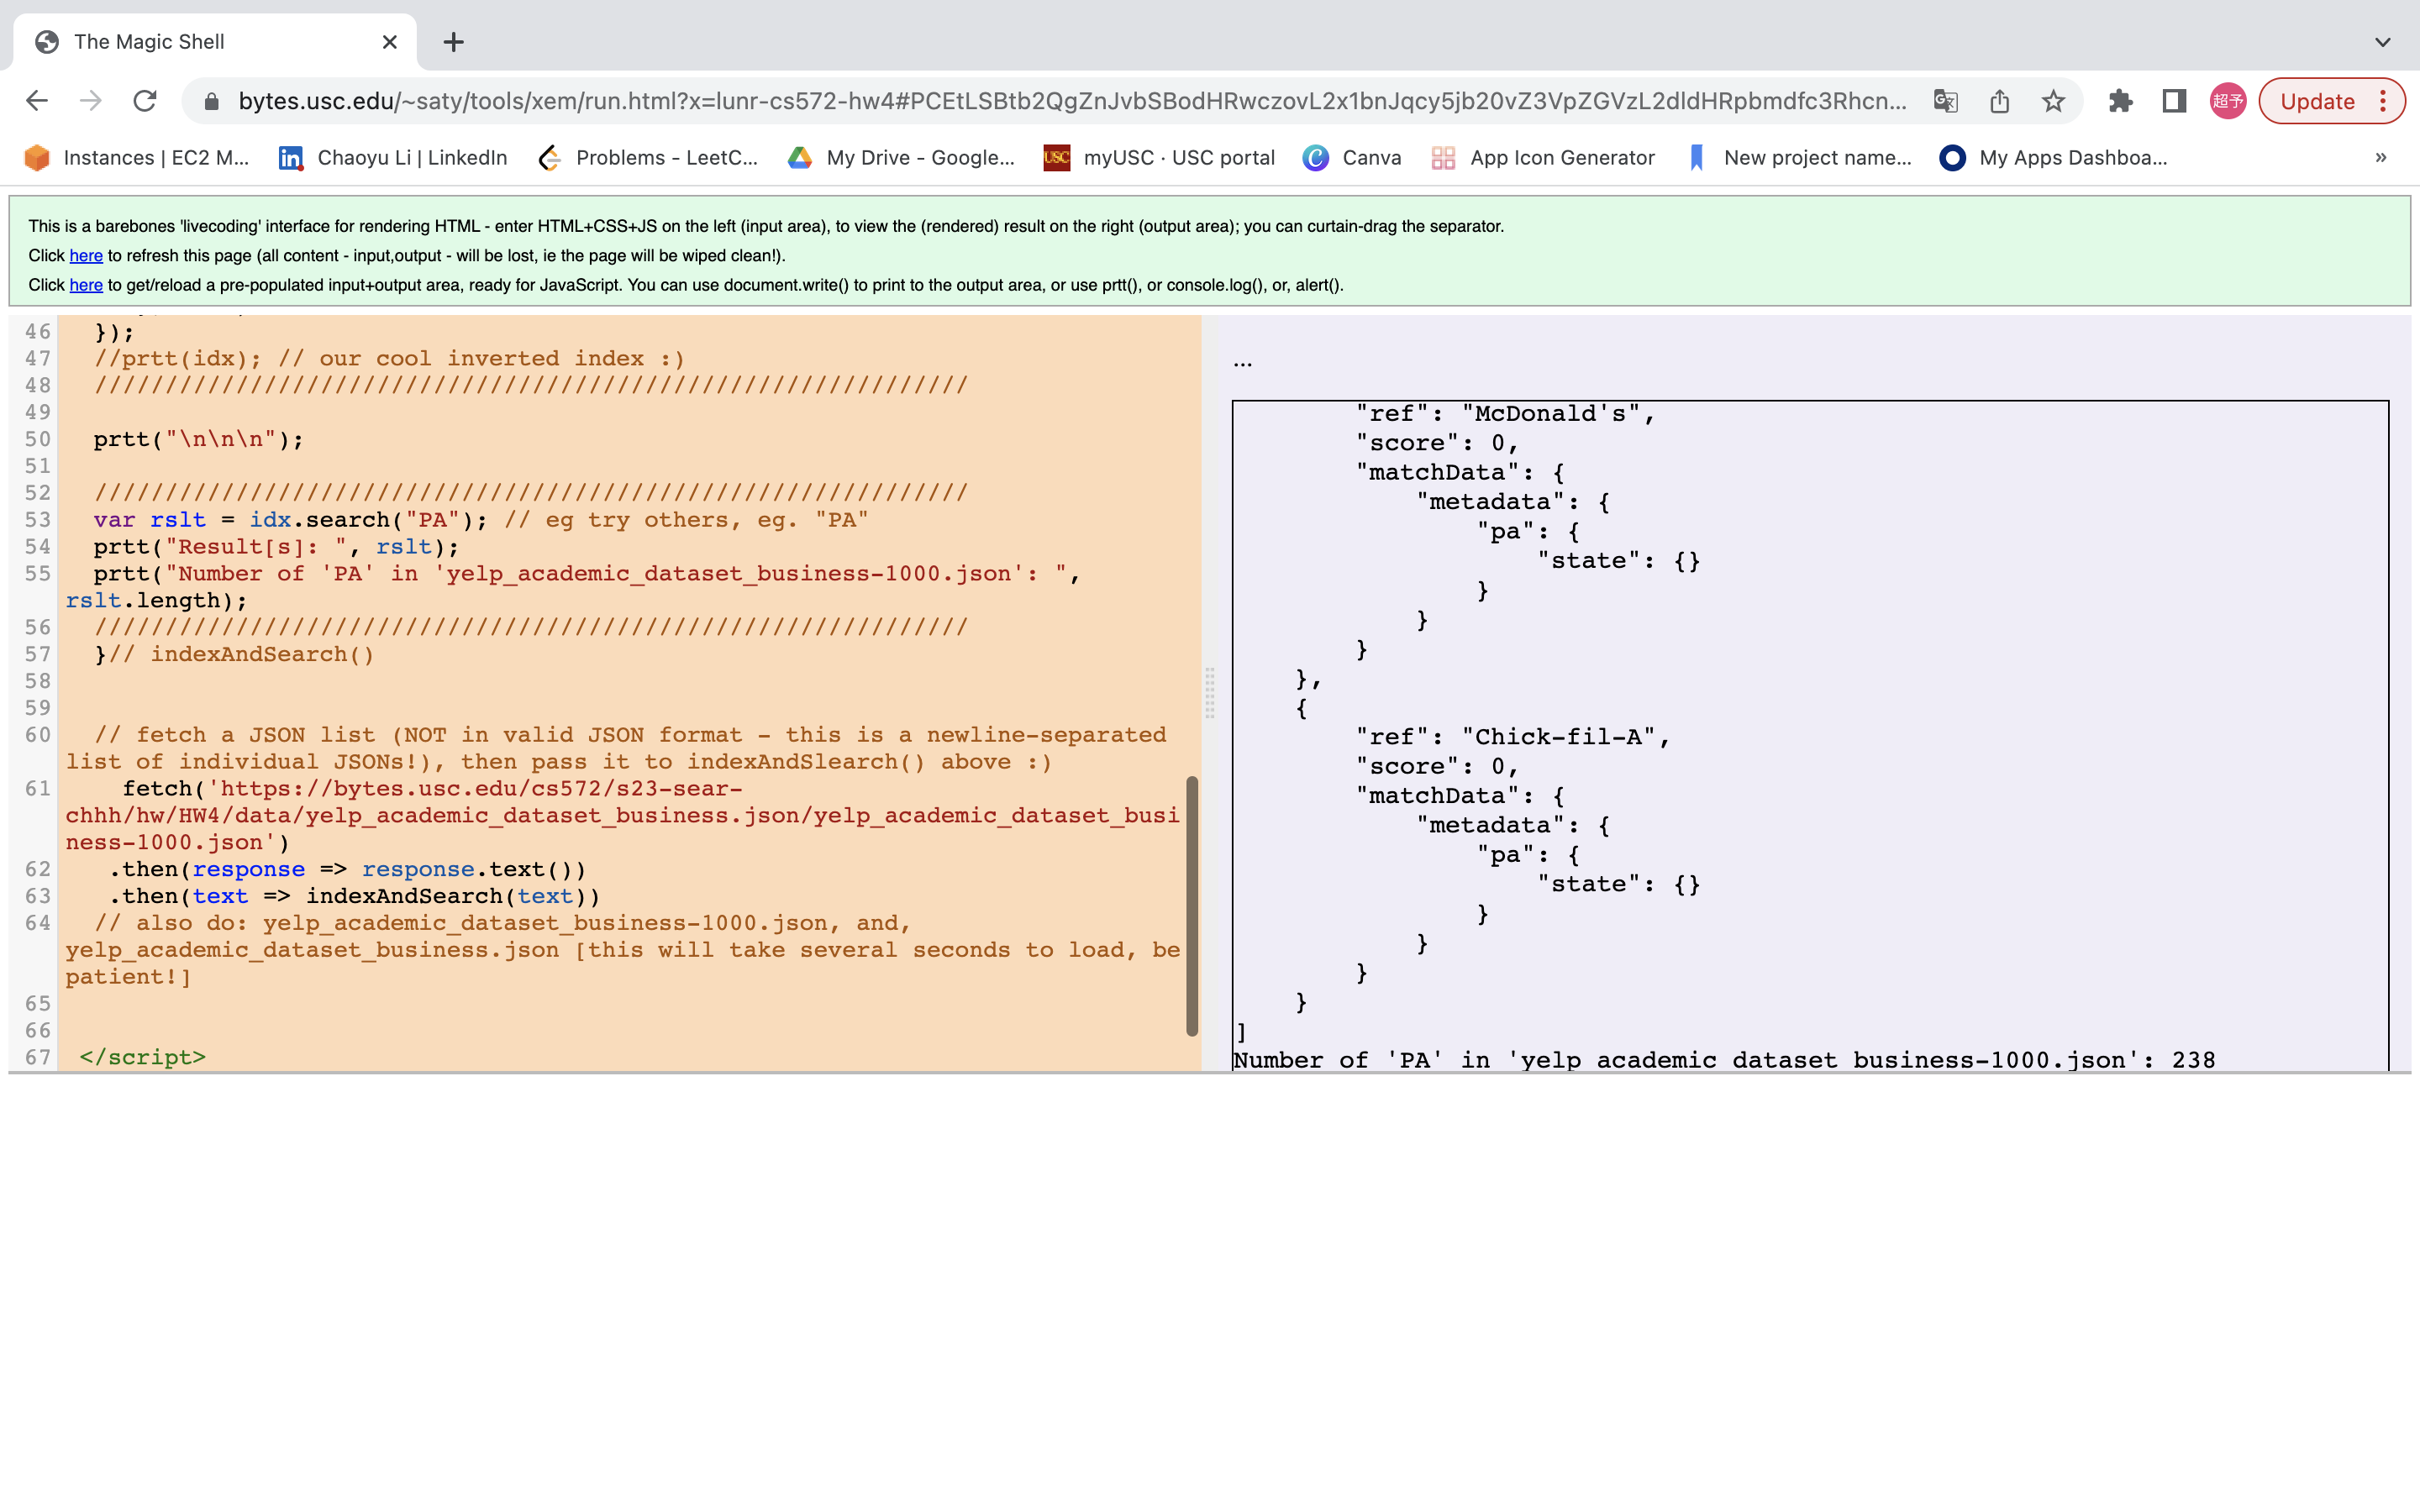 The Magic Shell
bytes.usc.edu/~saty/tools/xem/run.html?x=lunr-cs572-hw4#PCEtLSBtb2QgZnJvbSBodHRwczovL2x1bnJqcy5jb20vZ3VpZGVzL2dldHRpbmdfc3Rhcn...
超予
Update
Instances | EC2 M...
Chaoyu Li | LinkedIn
Problems - LeetC...
My Drive - Google...
USC
myUSC · USC portal
Canva
App Icon Generator
New project name...
My Apps Dashboa...
»
This is a barebones 'livecoding' interface for rendering HTML - enter HTML+CSS+JS on the left (input area), to view the (rendered) result on the right (output area); you can curtain-drag the separator.
Click here to refresh this page (all content - input,output - will be lost, ie the page will be wiped clean!).
Click here to get/reload a pre-populated input+output area, ready for JavaScript. You can use document.write() to print to the output area, or use prtt(), or console.log(), or, alert().
46 });
47 //prtt(idx); // our cool inverted index :)
48 //////////////////////////////////////////////////////////////
49
50 prtt("\n\n\n");
51
52 //////////////////////////////////////////////////////////////
53 var rslt = idx.search("PA"); // eg try others, eg. "PA"
54 prtt("Result[s]: ", rslt);
55 prtt("Number of 'PA' in 'yelp_academic_dataset_business-1000.json': ",
rslt.length);
56 //////////////////////////////////////////////////////////////
57 }// indexAndSearch()
58
59
60 // fetch a JSON list (NOT in valid JSON format - this is a newline-separated
list of individual JSONs!), then pass it to indexAndSlearch() above :)
61 fetch('https://bytes.usc.edu/cs572/s23-sear-
chhh/hw/HW4/data/yelp_academic_dataset_business.json/yelp_academic_dataset_busi
ness-1000.json')
62 .then(response => response.text())
63 .then(text => indexAndSearch(text))
64 // also do: yelp_academic_dataset_business-1000.json, and,
yelp_academic_dataset_business.json [this will take several seconds to load, be
patient!]
65
66
67 </script>
...
"ref": "McDonald's",
"score": 0,
"matchData": {
"metadata": {
"pa": {
"state": {}
}
}
}
},
{
"ref": "Chick-fil-A",
"score": 0,
"matchData": {
"metadata": {
"pa": {
"state": {}
}
}
}
}
]
Number of 'PA' in 'yelp_academic_dataset_business-1000.json': 238